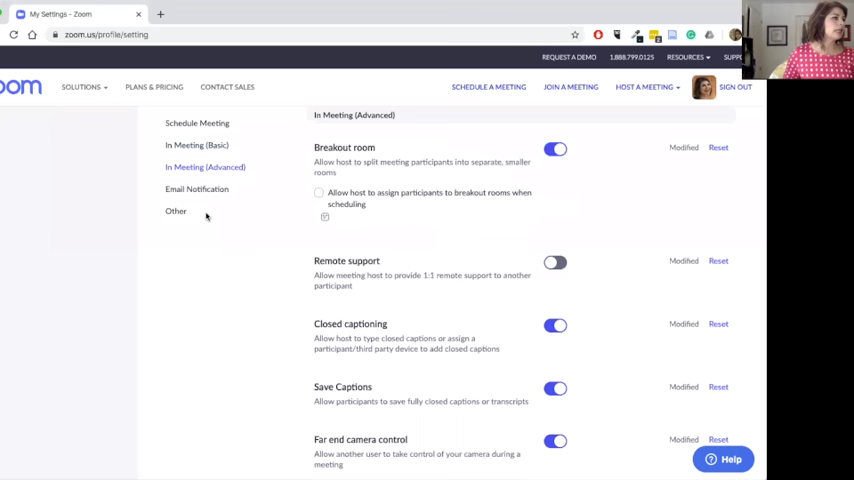 My Settings - Zoom
zoom.us/profile/setting
REQUEST A DEMO 1.888.799.0125 RESOURCES SUPPO
oom SOLUTIONS PLANS & PRICING CONTACT SALES SCHEDULE A MEETING JOIN A MEETING HOST A MEETING SIGN OUT
Schedule Meeting
In Meeting (Basic)
In Meeting (Advanced)
Email Notification
Other
In Meeting (Advanced)
Breakout room Modified Reset
Allow host to split meeting participants into separate, smaller
rooms
Allow host to assign participants to breakout rooms when
scheduling
Remote support Modified Reset
Allow meeting host to provide 1:1 remote support to another
participant
Closed captioning Modified Reset
Allow host to type closed captions or assign a
participant/third party device to add closed captions
Save Captions Modified Reset
Allow participants to save fully closed captions or transcripts
Far end camera control Modified Reset
Allow another user to take control of your camera during a
meeting
Help